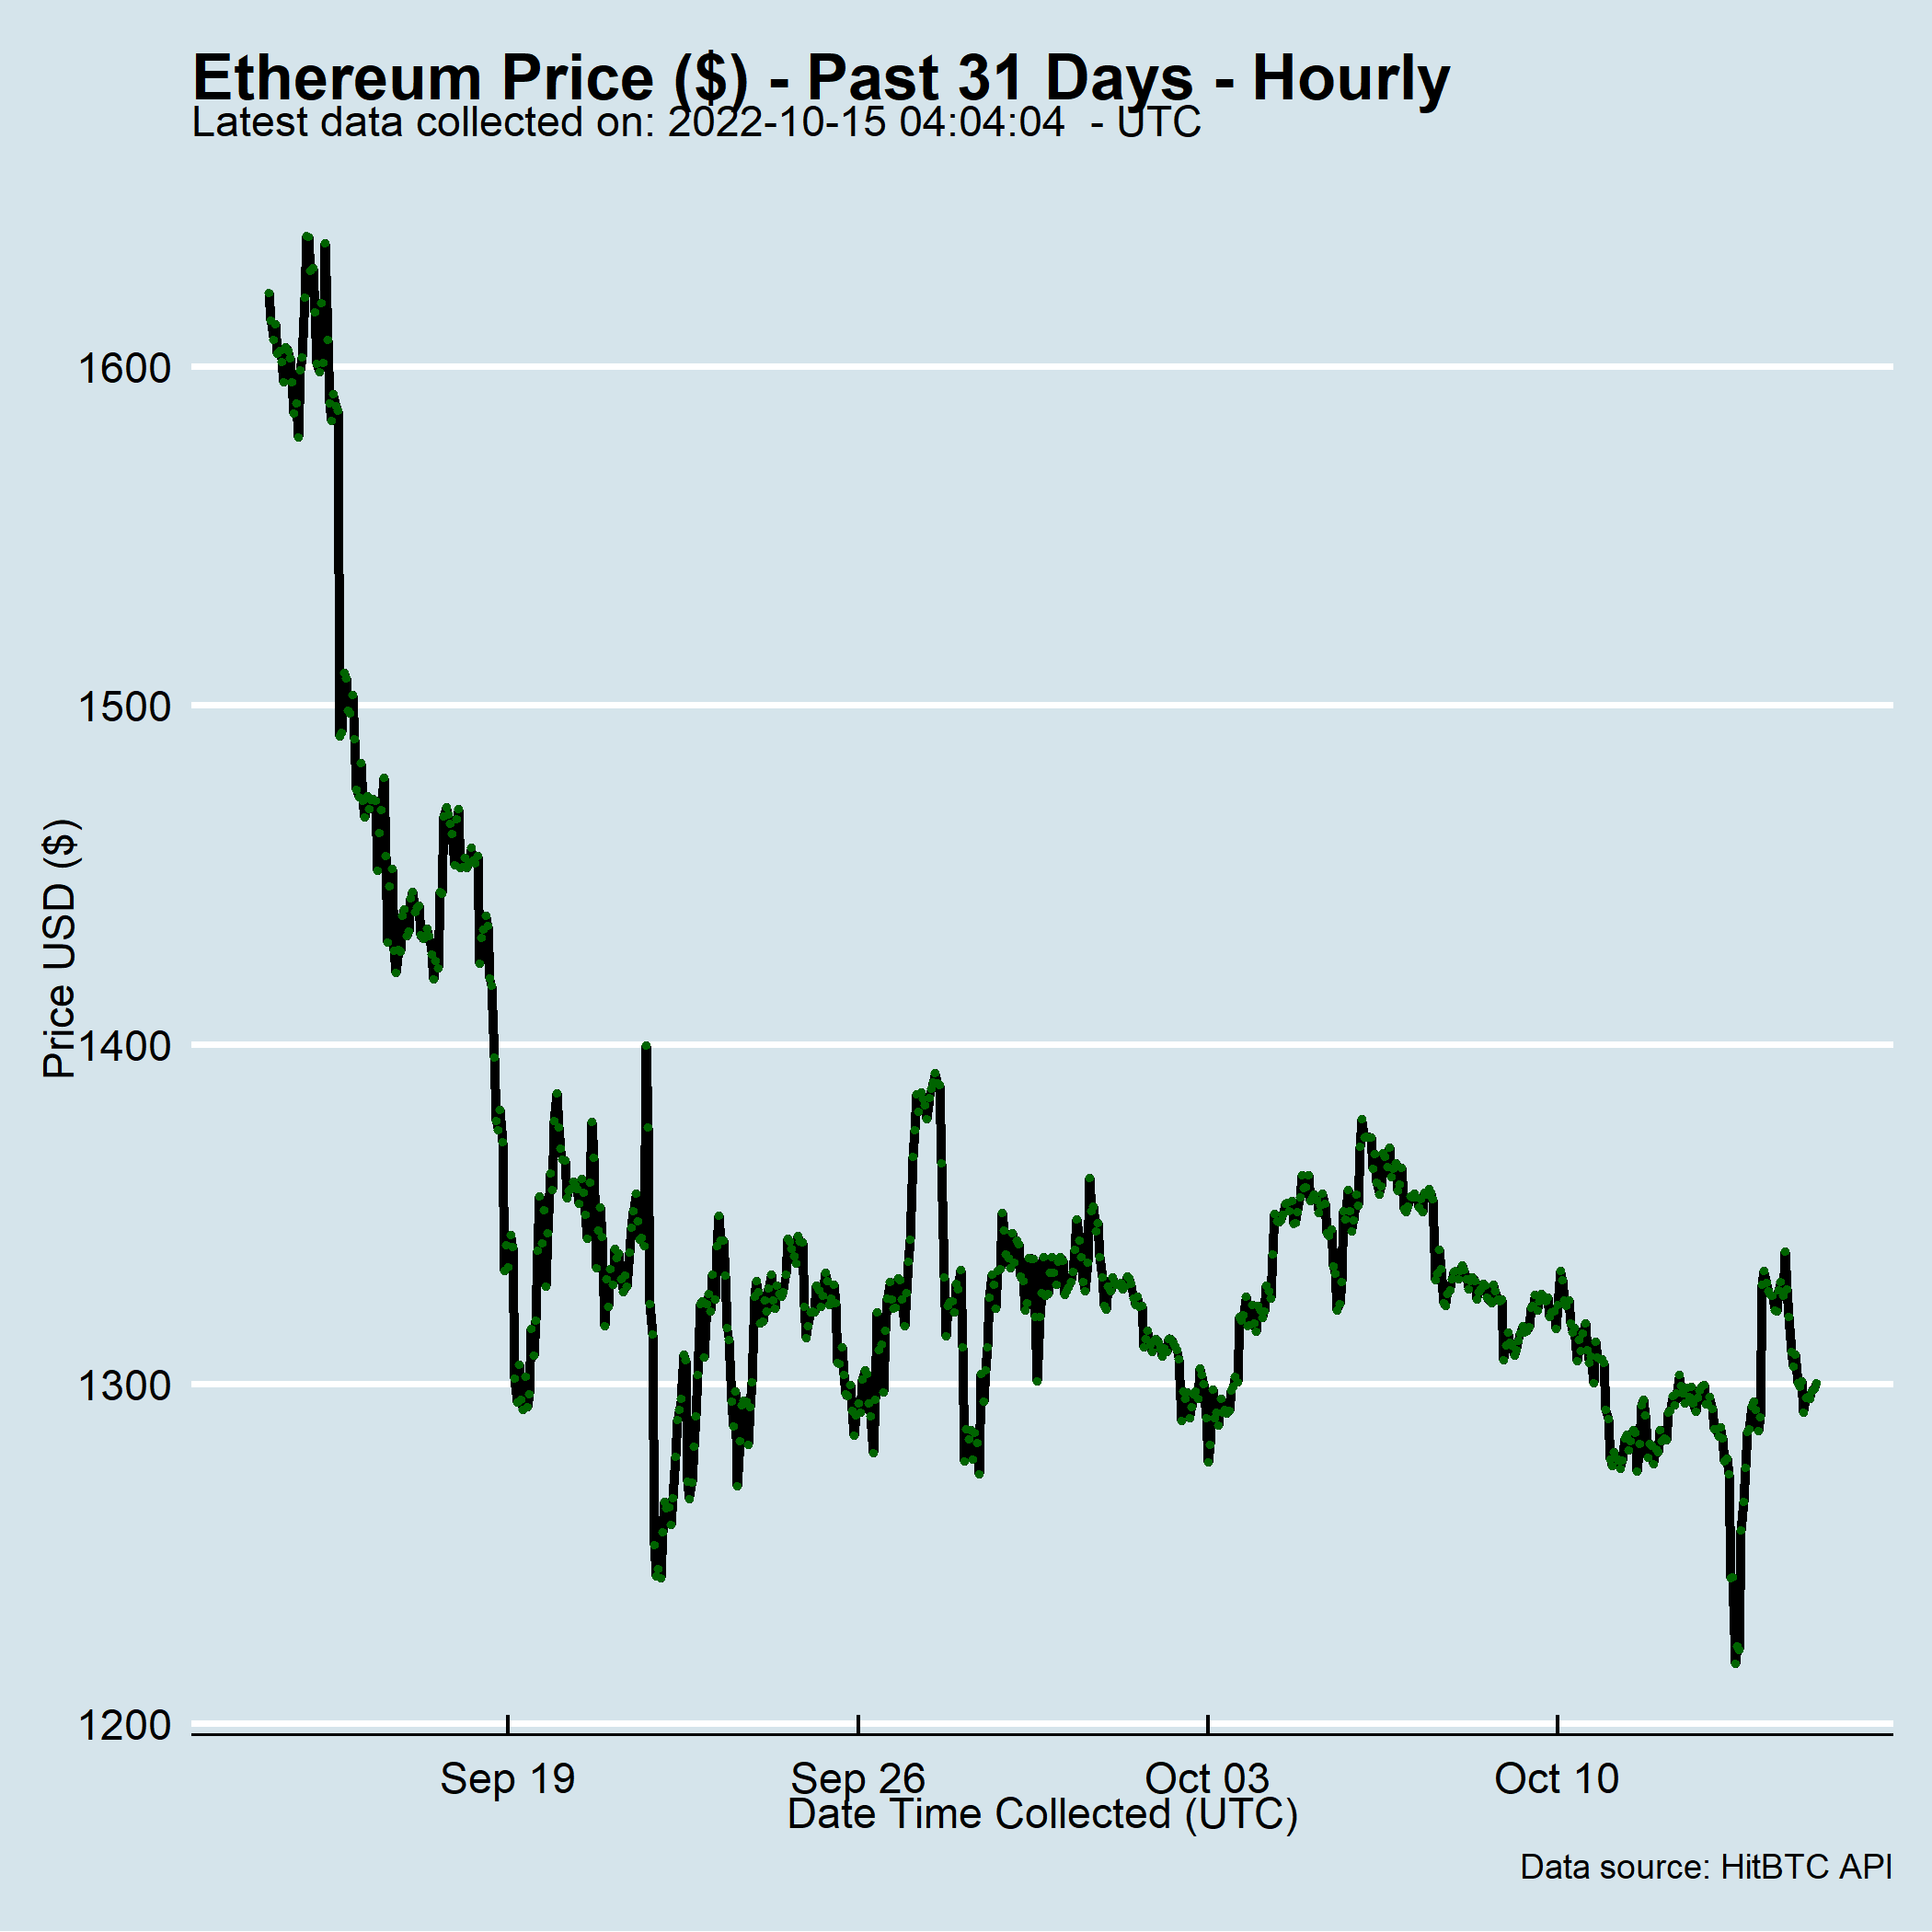 Ethereum Price ($) - Past 31 Days - Hourly
Latest data collected on: 2022-10-15 04:04:04  - UTC
Price USD ($)
1600
1500
1400
1300
1200
Sep 19
Sep 26
Oct 03
Oct 10
Date Time Collected (UTC)
Data source: HitBTC API